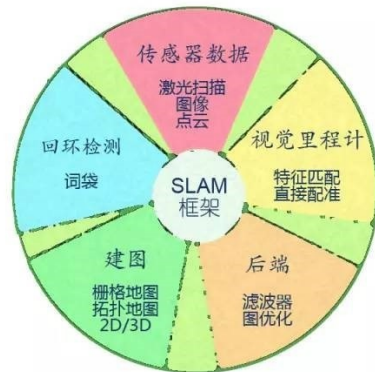 传感器数据
激光扫描
图像
点云
视觉里程计
特征匹配
直接配准
后端
滤波器
图优化
建图
栅格地图
拓扑地图
2D/3D
回环检测
词袋
SLAM
框架